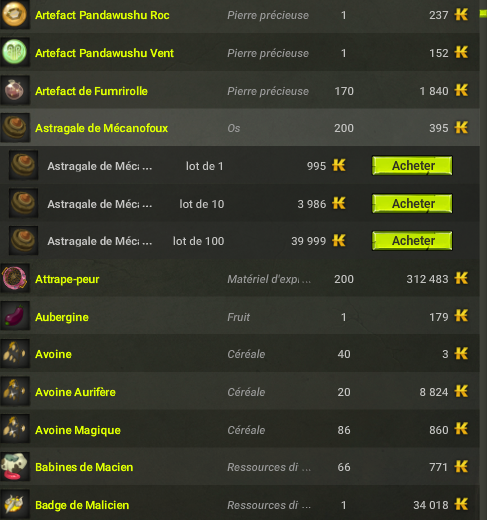 Artefact Pandawushu Roc Pierre précieuse 1 237
Artefact Pandawushu Vent Pierre précieuse 1 152
Artefact de Fumrirolle Pierre précieuse 170 1 840
Astragale de Mécanofoux Os 200 395
Astragale de Méca ... lot de 1 995 Acheter
Astragale de Méca ... lot de 10 3 986 Acheter
Astragale de Méca ... lot de 100 39 999 Acheter
Attrape-peur Matériel d'expl ... 200 312 483
Aubergine Fruit 1 179
Avoine Céréale 40 3
Avoine Aurifère Céréale 20 8 824
Avoine Magique Céréale 86 860
Babines de Macien Ressources di ... 66 771
Badge de Malicien Ressources di ... 1 34 018